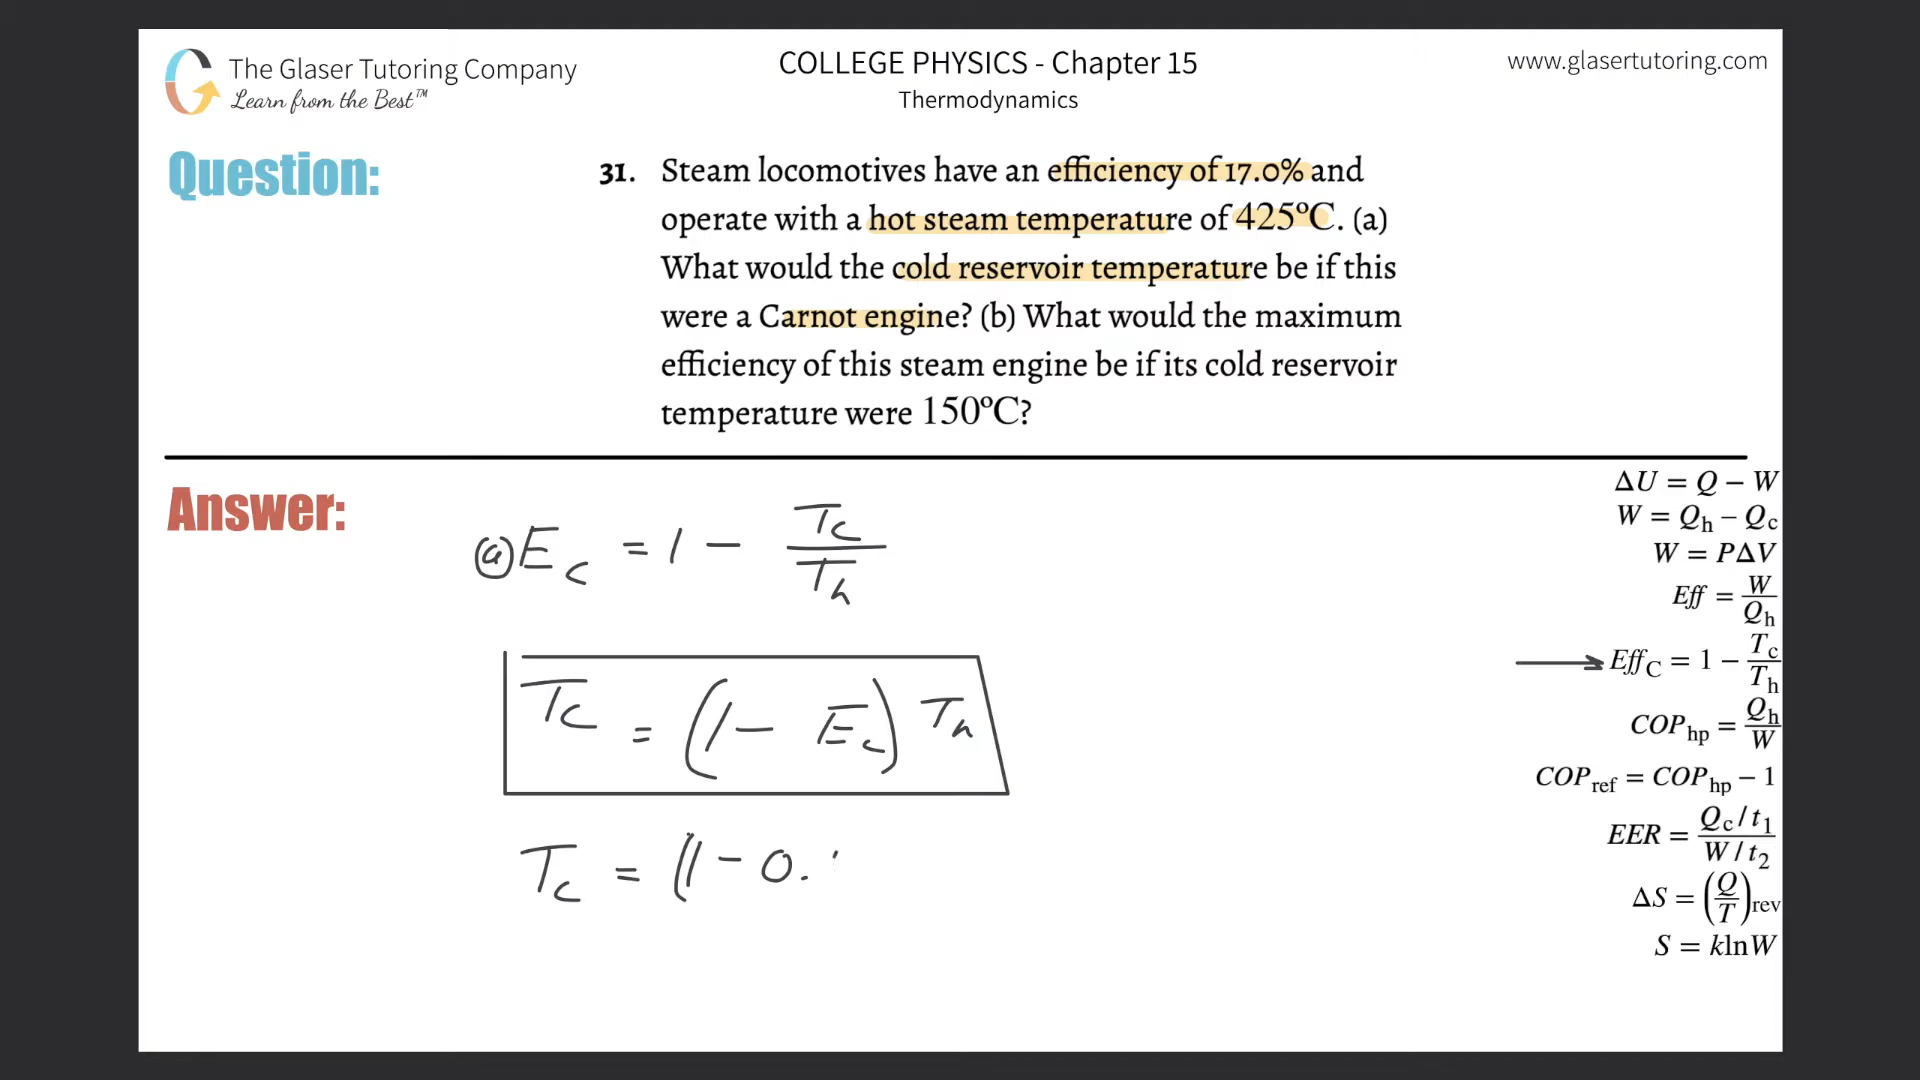 The Glaser Tutoring Company
Learn from the Best™
COLLEGE PHYSICS - Chapter 15
Thermodynamics
www.glasertutoring.com
Question:
31. Steam locomotives have an efficiency of 17.0% and
operate with a hot steam temperature of 425ºC. (a)
What would the cold reservoir temperature be if this
were a Carnot engine? (b) What would the maximum
efficiency of this steam engine be if its cold reservoir
temperature were 150ºC?
Answer:
(a) E_c = 1 - T_c / T_h
T_c = (1 - E_c) T_h
T_c = (1 - 0.
ΔU = Q − W
W = Q_h − Q_c
W = PΔV
Eff = W / Q_h
Eff_C = 1 − T_c / T_h
COP_hp = Q_h / W
COP_ref = COP_hp − 1
EER = (Q_c / t_1) / (W / t_2)
ΔS = (Q / T)_rev
S = klnW